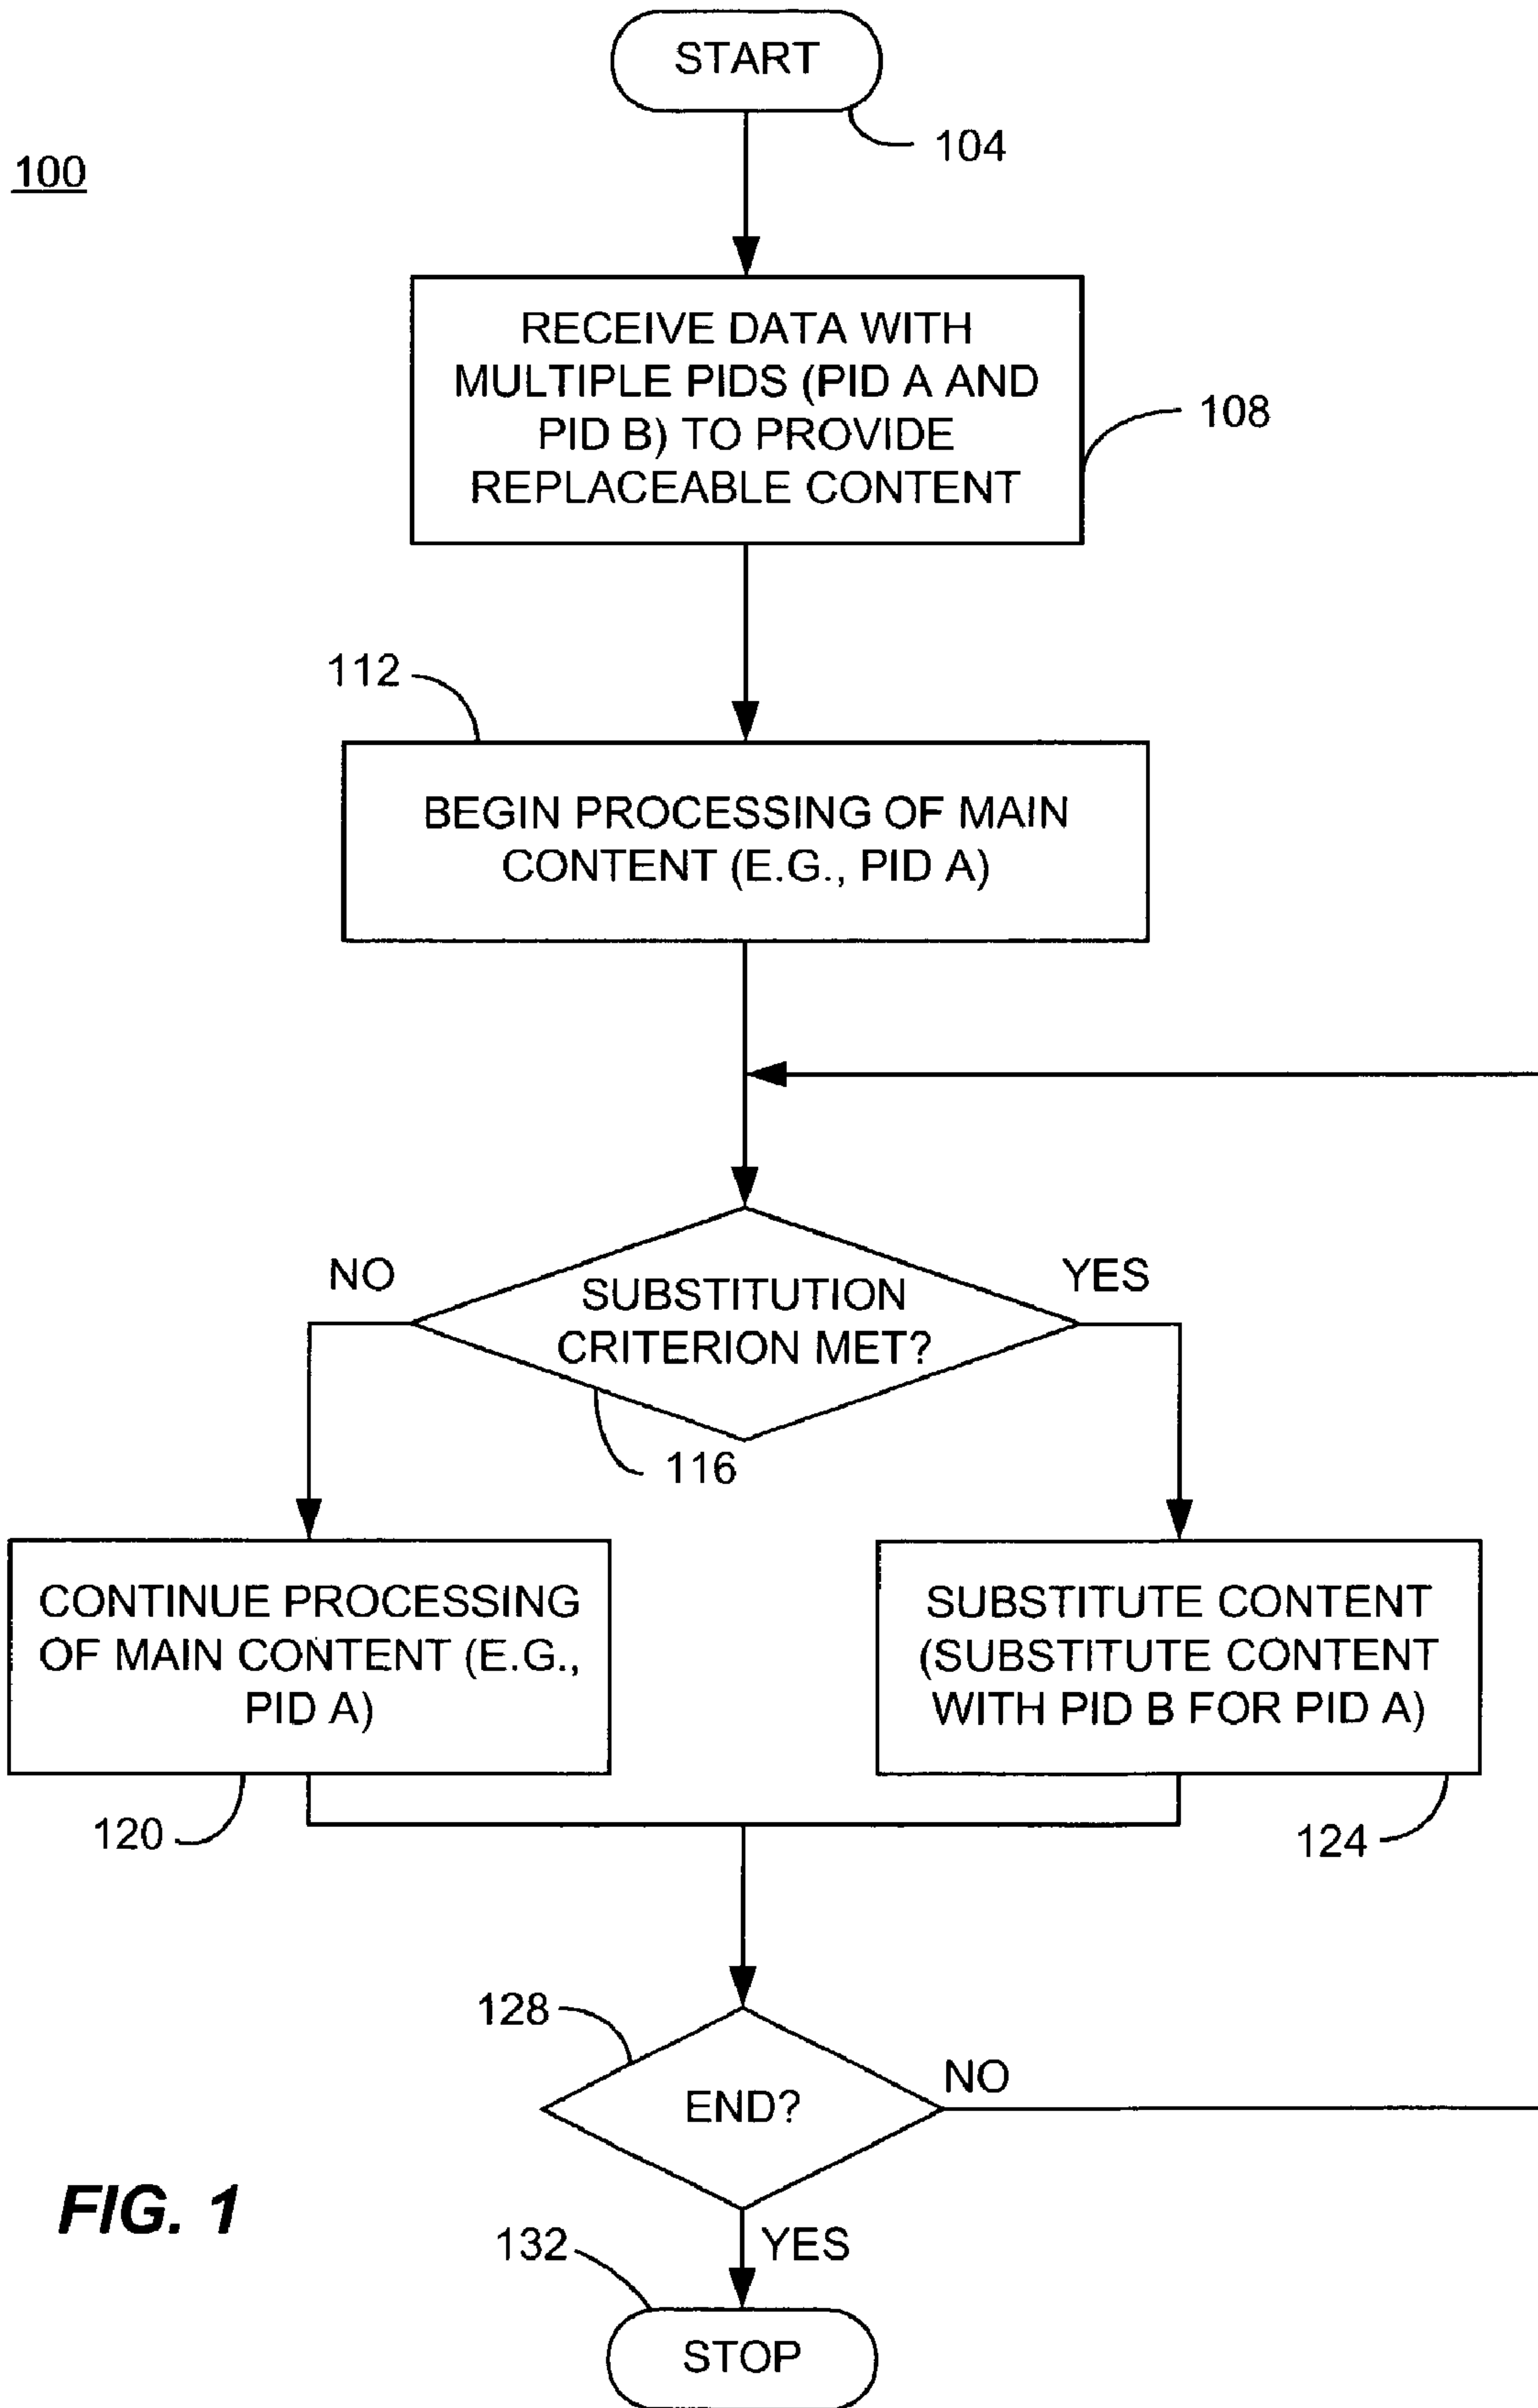 START
104
100
RECEIVE DATA WITH
MULTIPLE PIDS (PID A AND
PID B) TO PROVIDE
REPLACEABLE CONTENT
108
112
BEGIN PROCESSING OF MAIN
CONTENT (E.G., PID A)
NO
YES
SUBSTITUTION
CRITERION MET?
116
CONTINUE PROCESSING
OF MAIN CONTENT (E.G.,
PID A)
SUBSTITUTE CONTENT
(SUBSTITUTE CONTENT
WITH PID B FOR PID A)
120
124
128
END?
NO
FIG. 1
132
YES
STOP